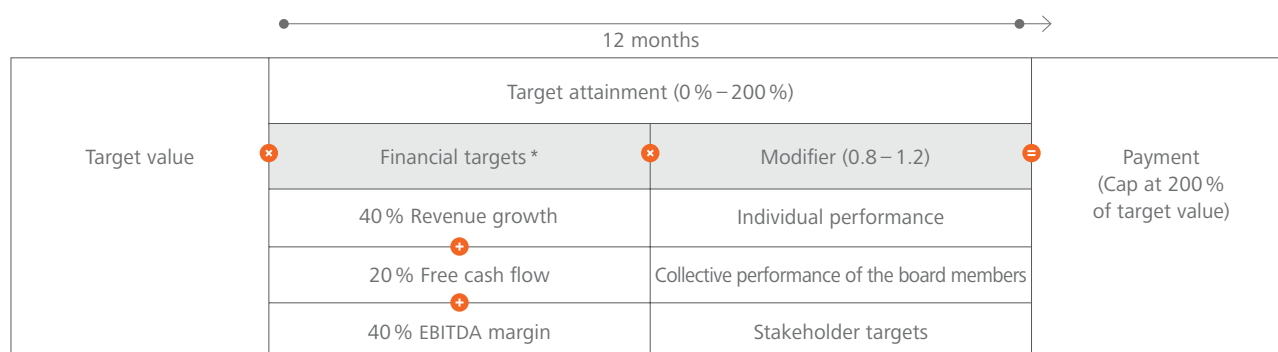 12 months
Target attainment (0 % – 200 %)
Target value
×
Financial targets *
×
Modifier (0.8 – 1.2)
=
Payment
(Cap at 200 %
of target value)
40 % Revenue growth
Individual performance
+
20 % Free cash flow
Collective performance of the board members
+
40 % EBITDA margin
Stakeholder targets